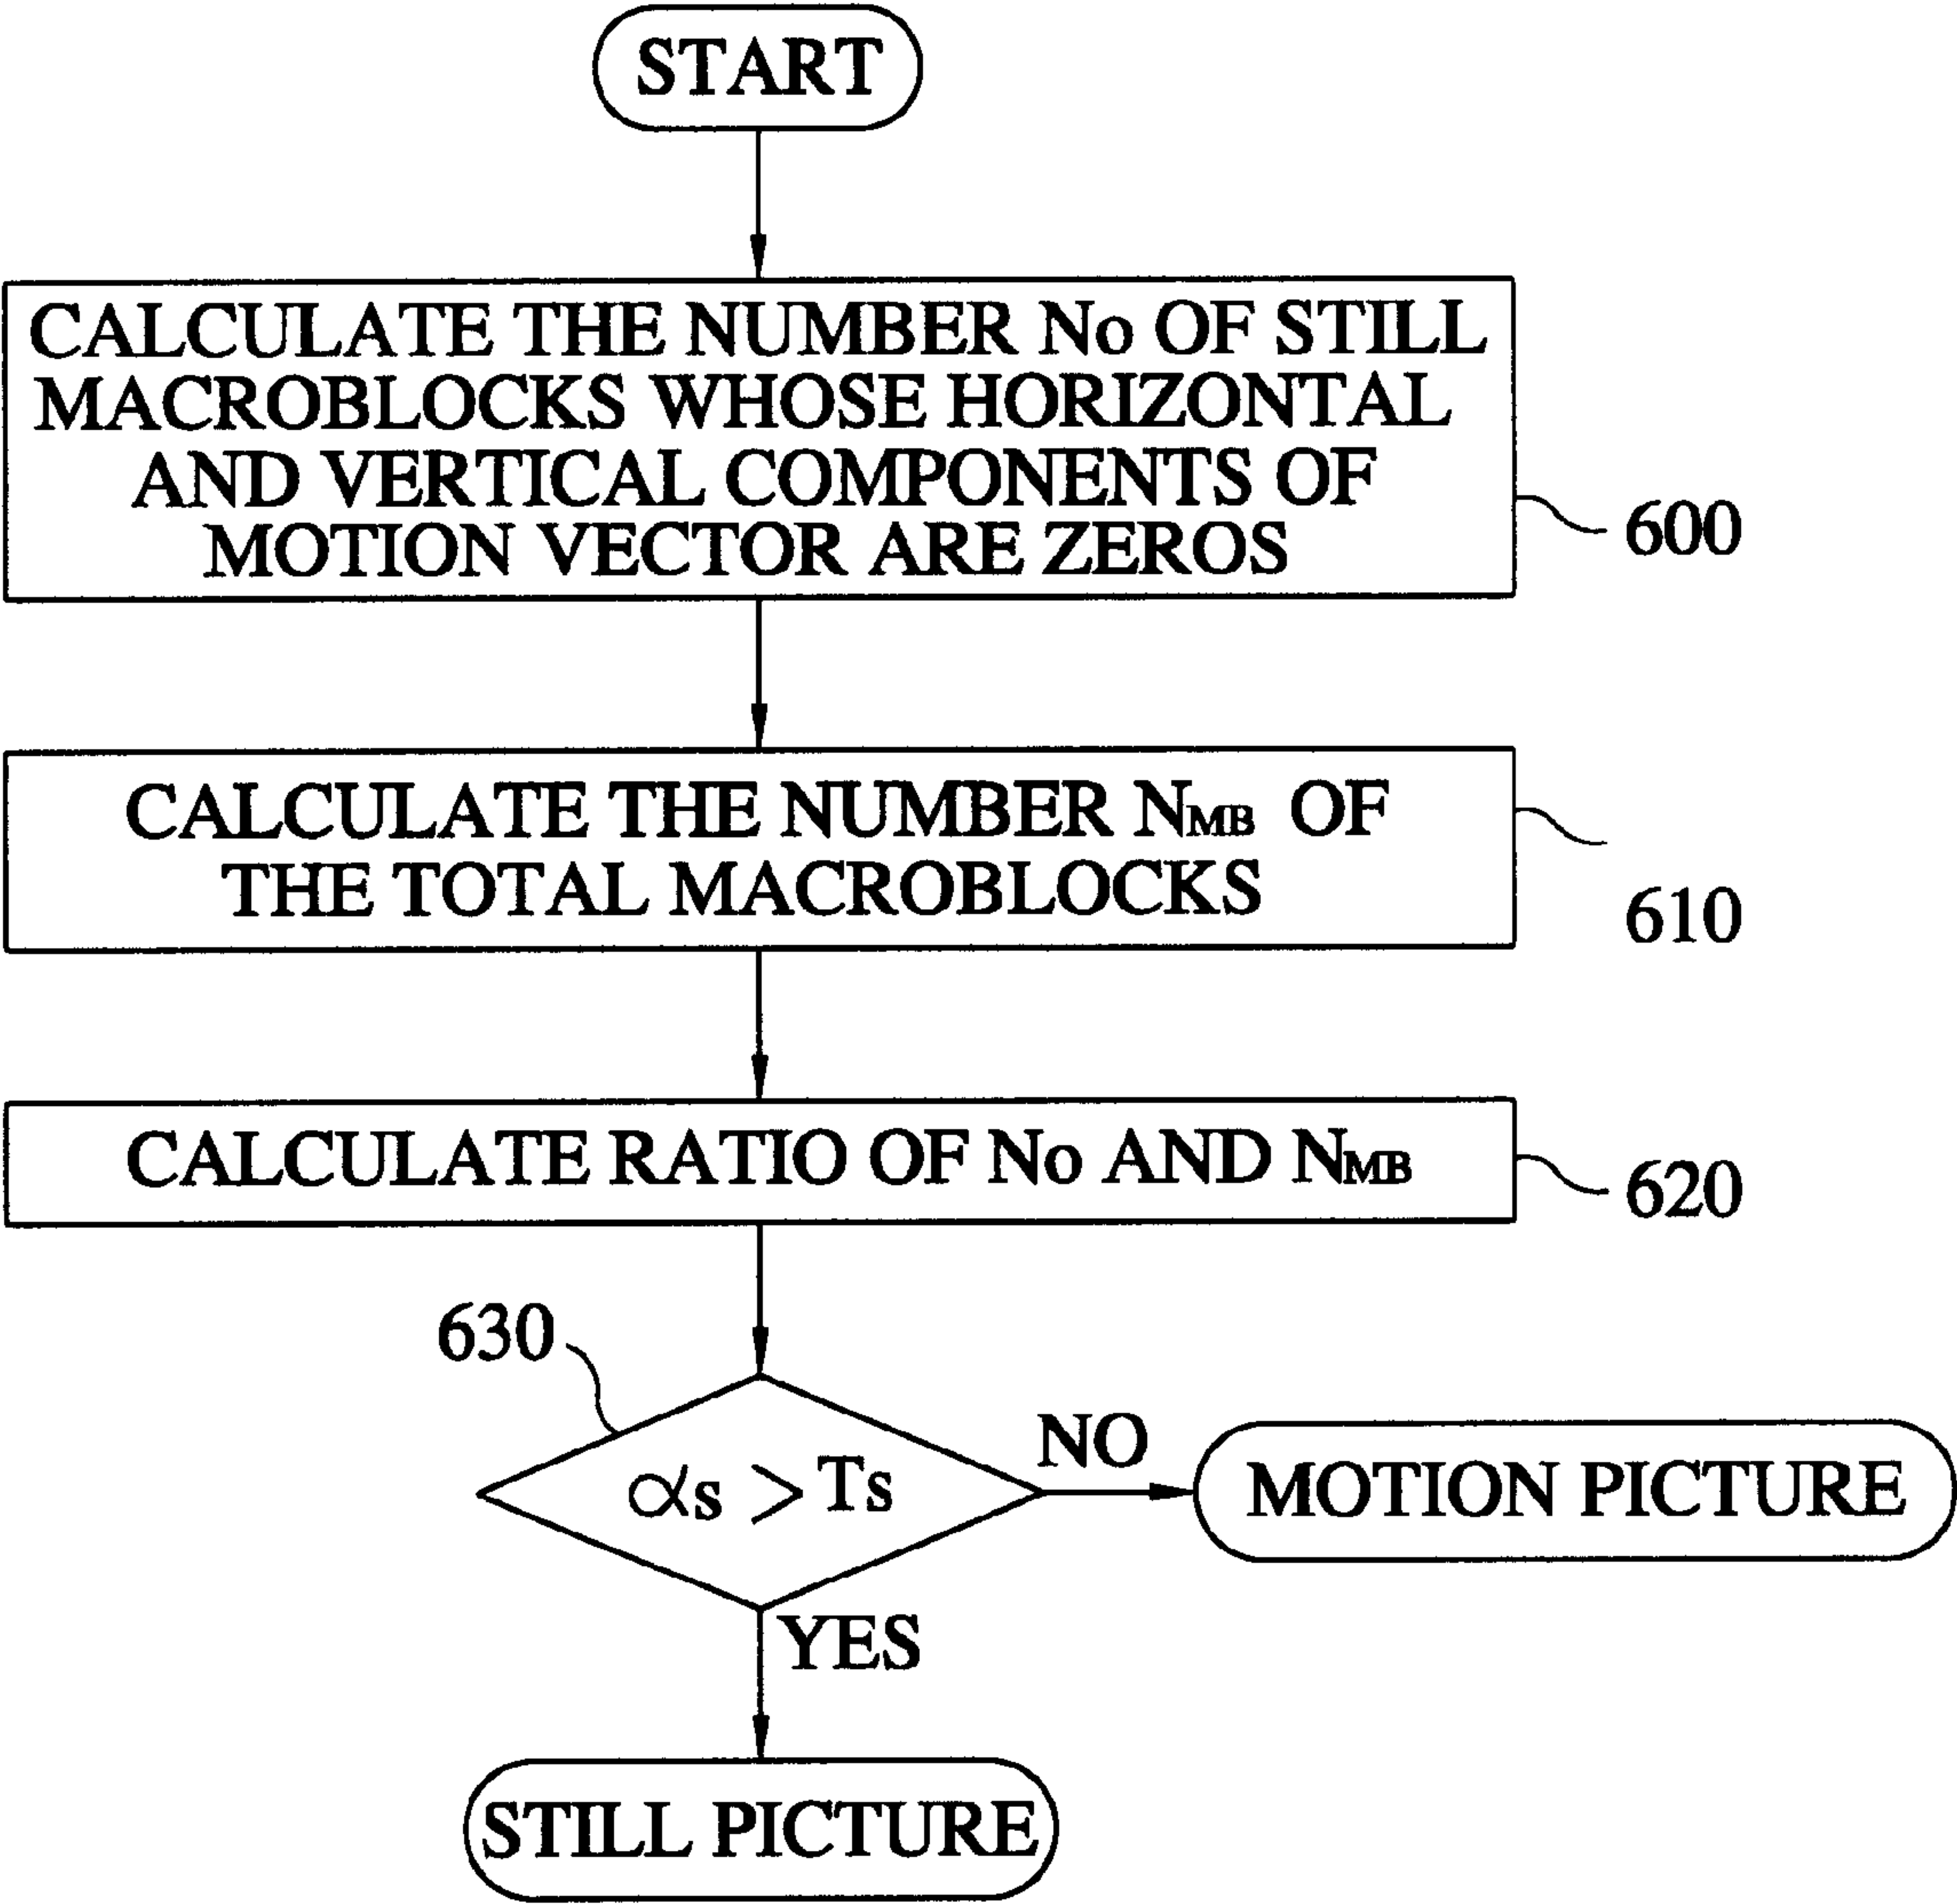 START
CALCULATE THE NUMBER No OF STILL
MACROBLOCKS WHOSE HORIZONTAL
AND VERTICAL COMPONENTS OF
MOTION VECTOR ARE ZEROS
600
CALCULATE THE NUMBER NMB OF
THE TOTAL MACROBLOCKS
610
CALCULATE RATIO OF No AND NMB
620
630
αs > Ts
NO
MOTION PICTURE
YES
STILL PICTURE